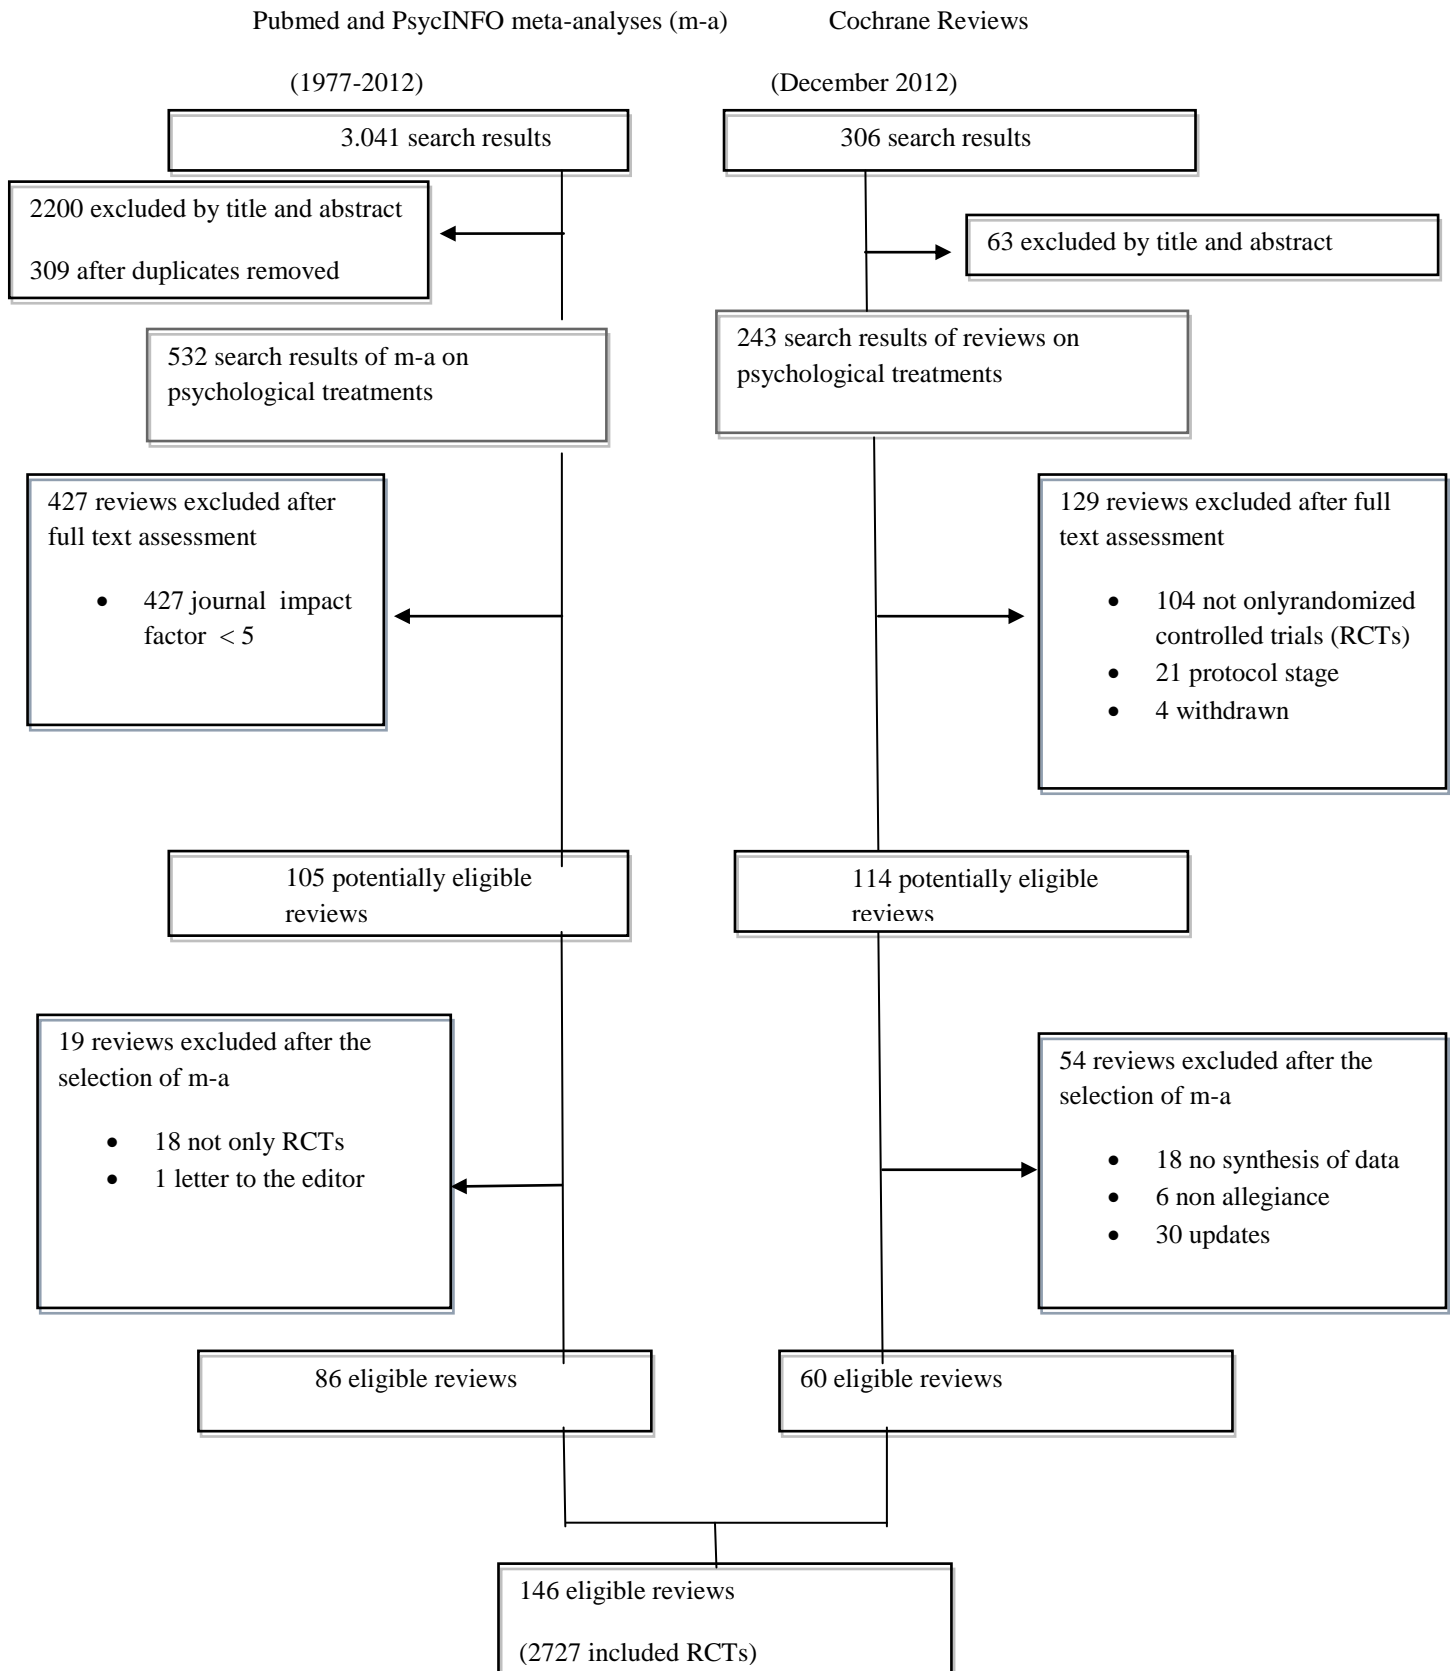 Pubmed and PsycINFO meta-analyses (m-a)
Cochrane Reviews
(1977-2012)
(December 2012)
3.041 search results
306 search results
2200 excluded by title and abstract
309 after duplicates removed
63 excluded by title and abstract
532 search results of m-a on
psychological treatments
243 search results of reviews on
psychological treatments
427 reviews excluded after
full text assessment
• 427 journal impact
factor < 5
129 reviews excluded after full
text assessment
• 104 not onlyrandomized
controlled trials (RCTs)
• 21 protocol stage
• 4 withdrawn
105 potentially eligible
reviews
114 potentially eligible
reviews
19 reviews excluded after the
selection of m-a
• 18 not only RCTs
• 1 letter to the editor
54 reviews excluded after the
selection of m-a
• 18 no synthesis of data
• 6 non allegiance
• 30 updates
86 eligible reviews
60 eligible reviews
146 eligible reviews
(2727 included RCTs)